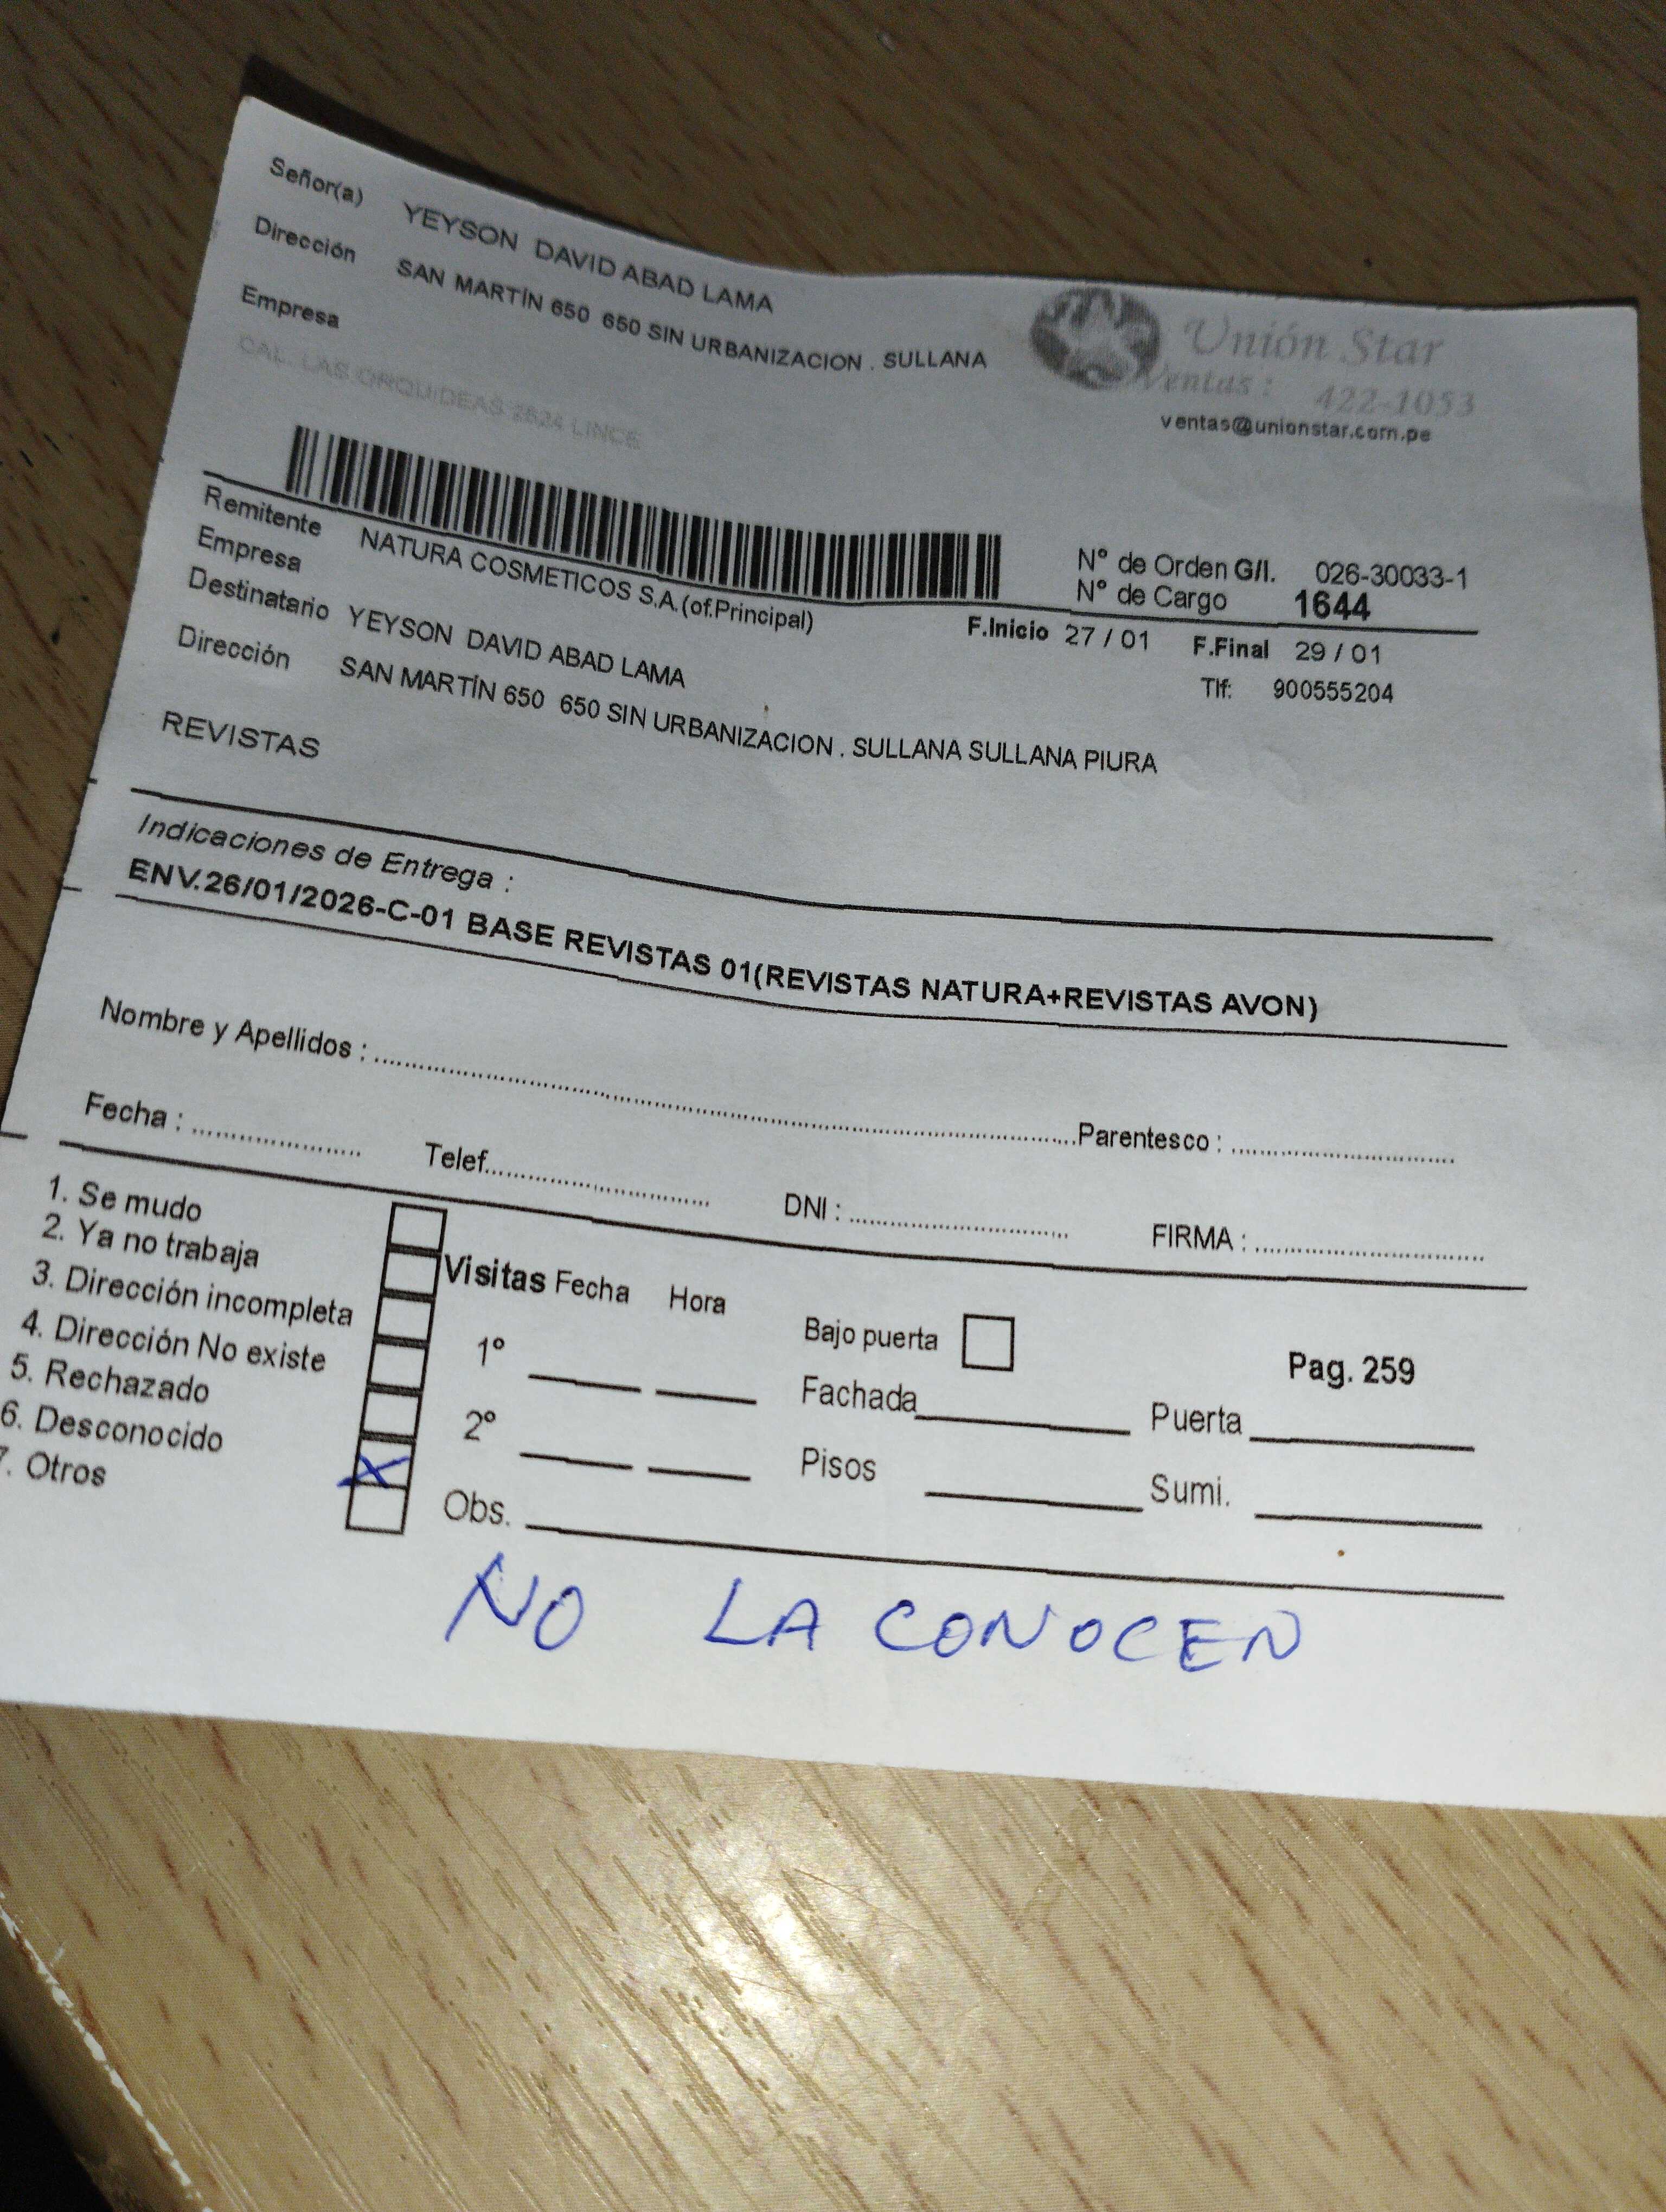 Señor(a) YEYSON DAVID ABAD LAMA
Dirección SAN MARTÍN 650 650 SIN URBANIZACION . SULLANA
Empresa
CAL. LAS ORQUIDEAS 2624 LINCE
Unión Star
Ventas : 422-1053
ventas@unionstar.com.pe
N° de Orden G/I. 026-30033-1
N° de Cargo 1644
Remitente
Empresa NATURA COSMETICOS S.A.(of.Principal)
F.Inicio 27 / 01 F.Final 29 / 01
Destinatario YEYSON DAVID ABAD LAMA
Tlf: 900555204
Dirección SAN MARTÍN 650 650 SIN URBANIZACION . SULLANA SULLANA PIURA
REVISTAS
Indicaciones de Entrega :
ENV.26/01/2026-C-01 BASE REVISTAS 01(REVISTAS NATURA+REVISTAS AVON)
Nombre y Apellidos : Parentesco :
Fecha : Telef. DNI : FIRMA :
1. Se mudo
2. Ya no trabaja
3. Dirección incompleta
4. Dirección No existe
5. Rechazado
6. Desconocido X
7. Otros
Visitas Fecha Hora
1°
2°
Obs.
Bajo puerta
Pag. 259
Fachada Puerta
Pisos Sumi.
NO LA CONOCEN